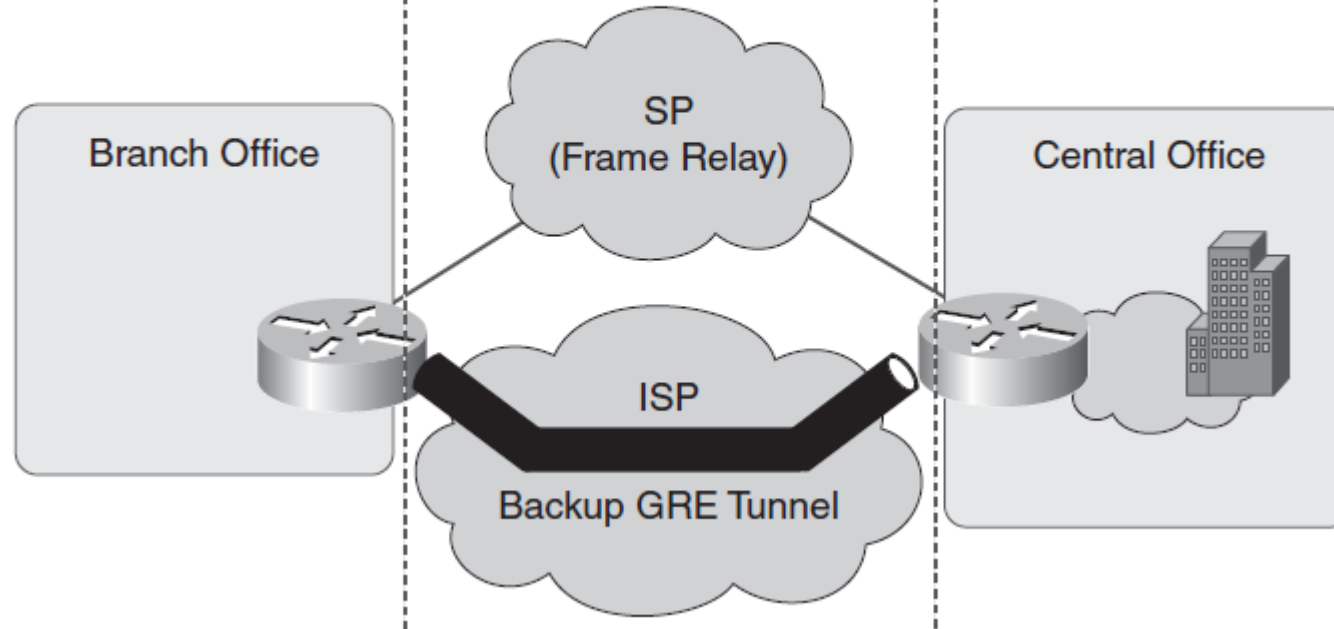 Branch Office
SP
(Frame Relay)
Central Office
ISP
Backup GRE Tunnel